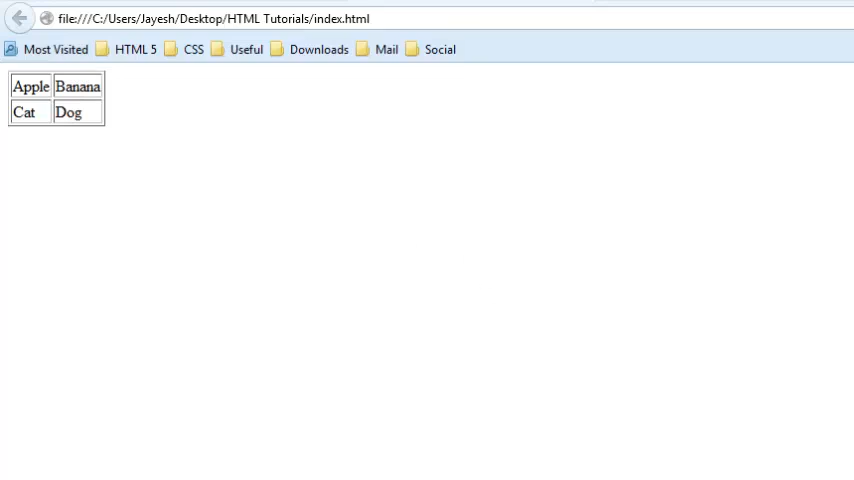 file:///C:/Users/Jayesh/Desktop/HTML Tutorials/index.html
Most Visited HTML 5 CSS Useful Downloads Mail Social
Apple Banana
Cat Dog